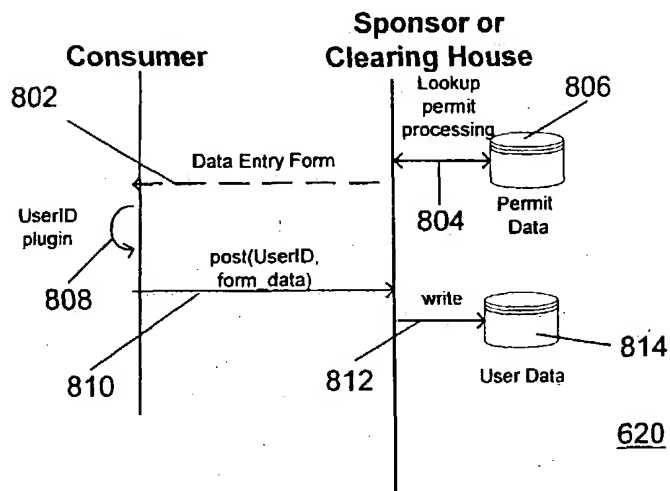 Consumer
Sponsor or
Clearing House
802
Lookup
permit
processing
806
Data Entry Form
804
Permit
Data
UserID
plugin
808
post(UserID,
form_data)
810
write
812
814
User Data
620